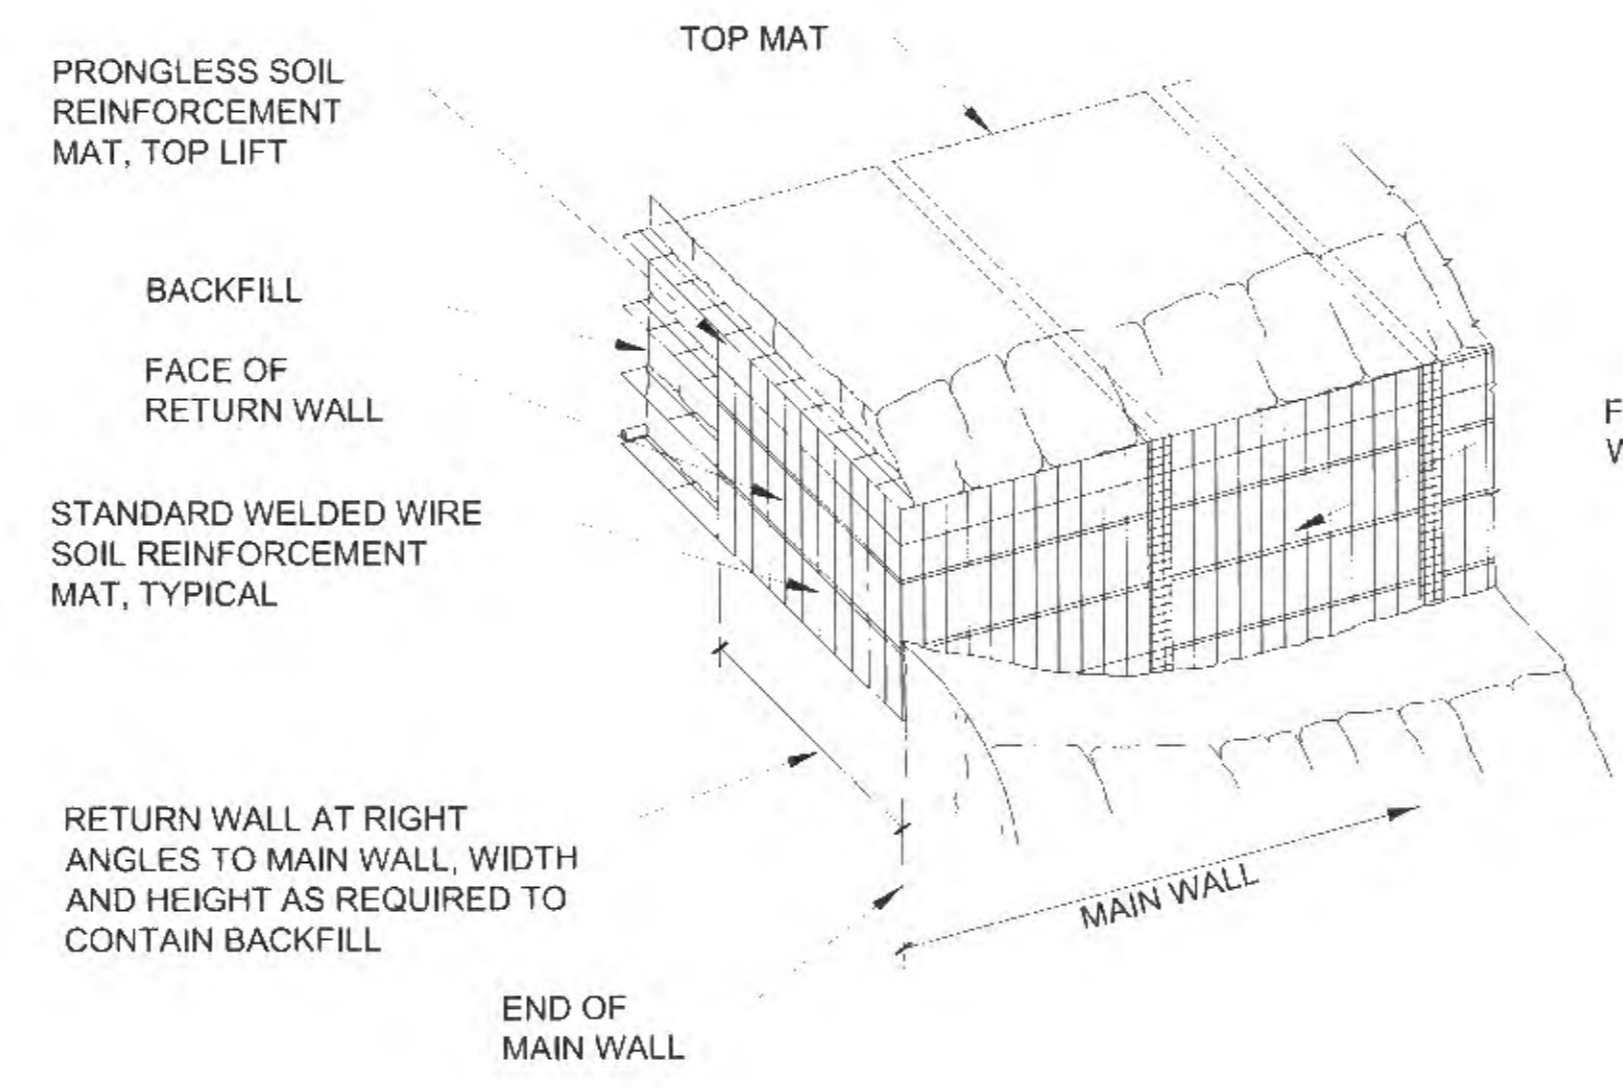 TOP MAT
PRONGLESS SOIL
REINFORCEMENT
MAT, TOP LIFT
BACKFILL
FACE OF
RETURN WALL
STANDARD WELDED WIRE
SOIL REINFORCEMENT
MAT, TYPICAL
RETURN WALL AT RIGHT
ANGLES TO MAIN WALL, WIDTH
AND HEIGHT AS REQUIRED TO
CONTAIN BACKFILL
MAIN WALL
END OF
MAIN WALL